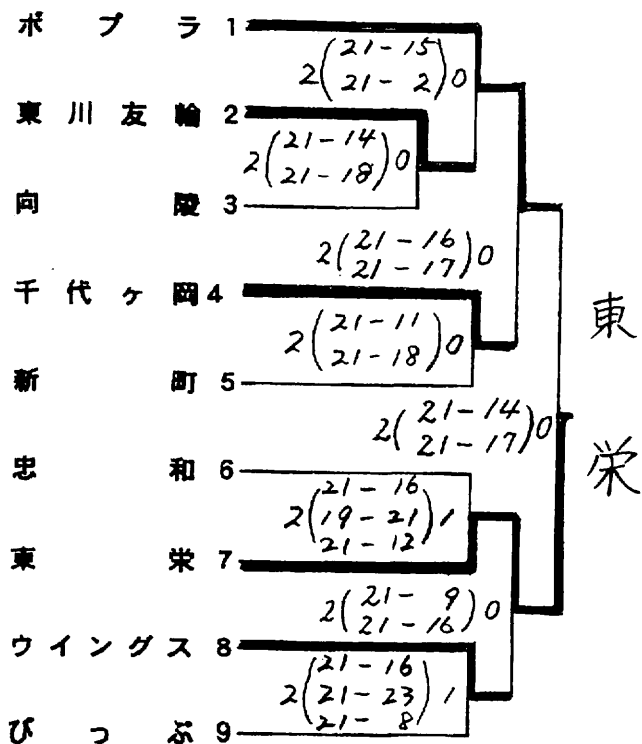 ポプラ 1
2(21-15 21-2)0
東川友輪 2
2(21-14 21-18)0
向陵 3
2(21-16 21-17)0
千代ヶ岡 4
2(21-11 21-18)0
新町 5
東栄
2(21-14 21-17)0
忠和 6
2(21-16 19-21 21-12)1
東栄 7
2(21-9 21-16)0
ウイングス 8
2(21-16 21-23 21-8)1
ぴっぷ 9